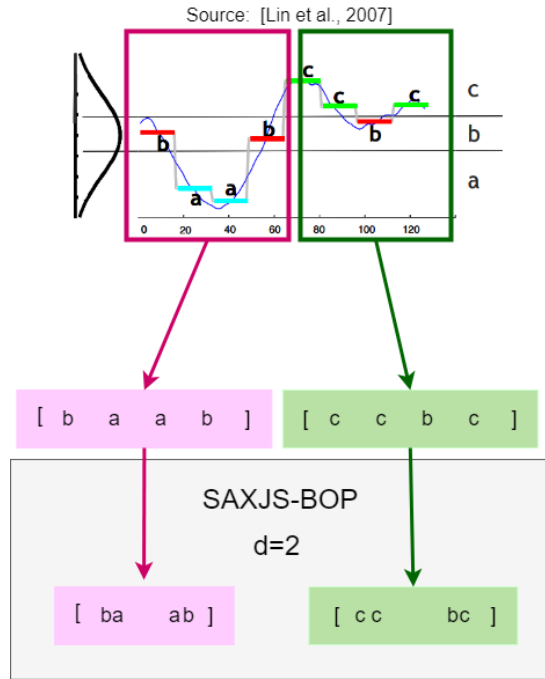 Source: [Lin et al., 2007]
c
c c
c
b b b b
a a a
0 20 40 60 80 100 120
[ b a a b ]
[ c c b c ]
SAXJS-BOP
d=2
[ ba ab ]
[ cc bc ]